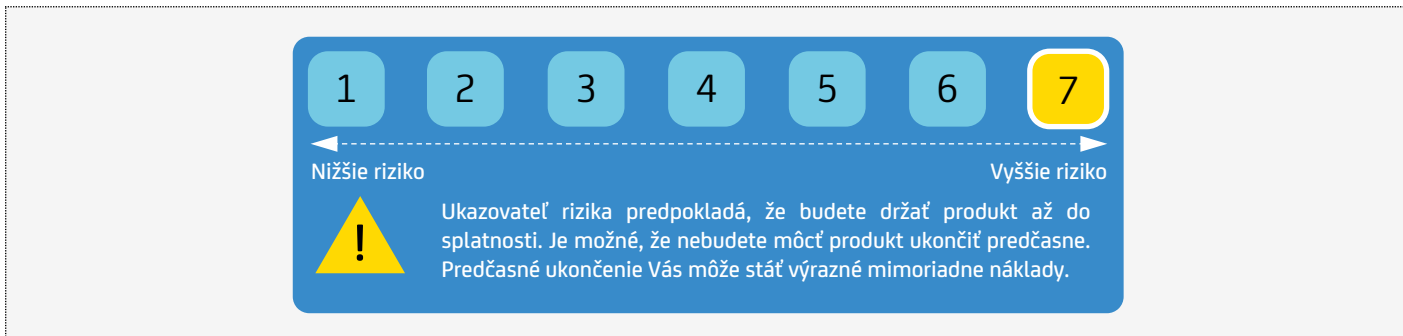 1 2 3 4 5 6 7
Nižšie riziko Vyššie riziko
!
Ukazovateľ rizika predpokladá, že budete držať produkt až do
splatnosti. Je možné, že nebudete môcť produkt ukončiť predčasne.
Predčasné ukončenie Vás môže stáť výrazné mimoriadne náklady.